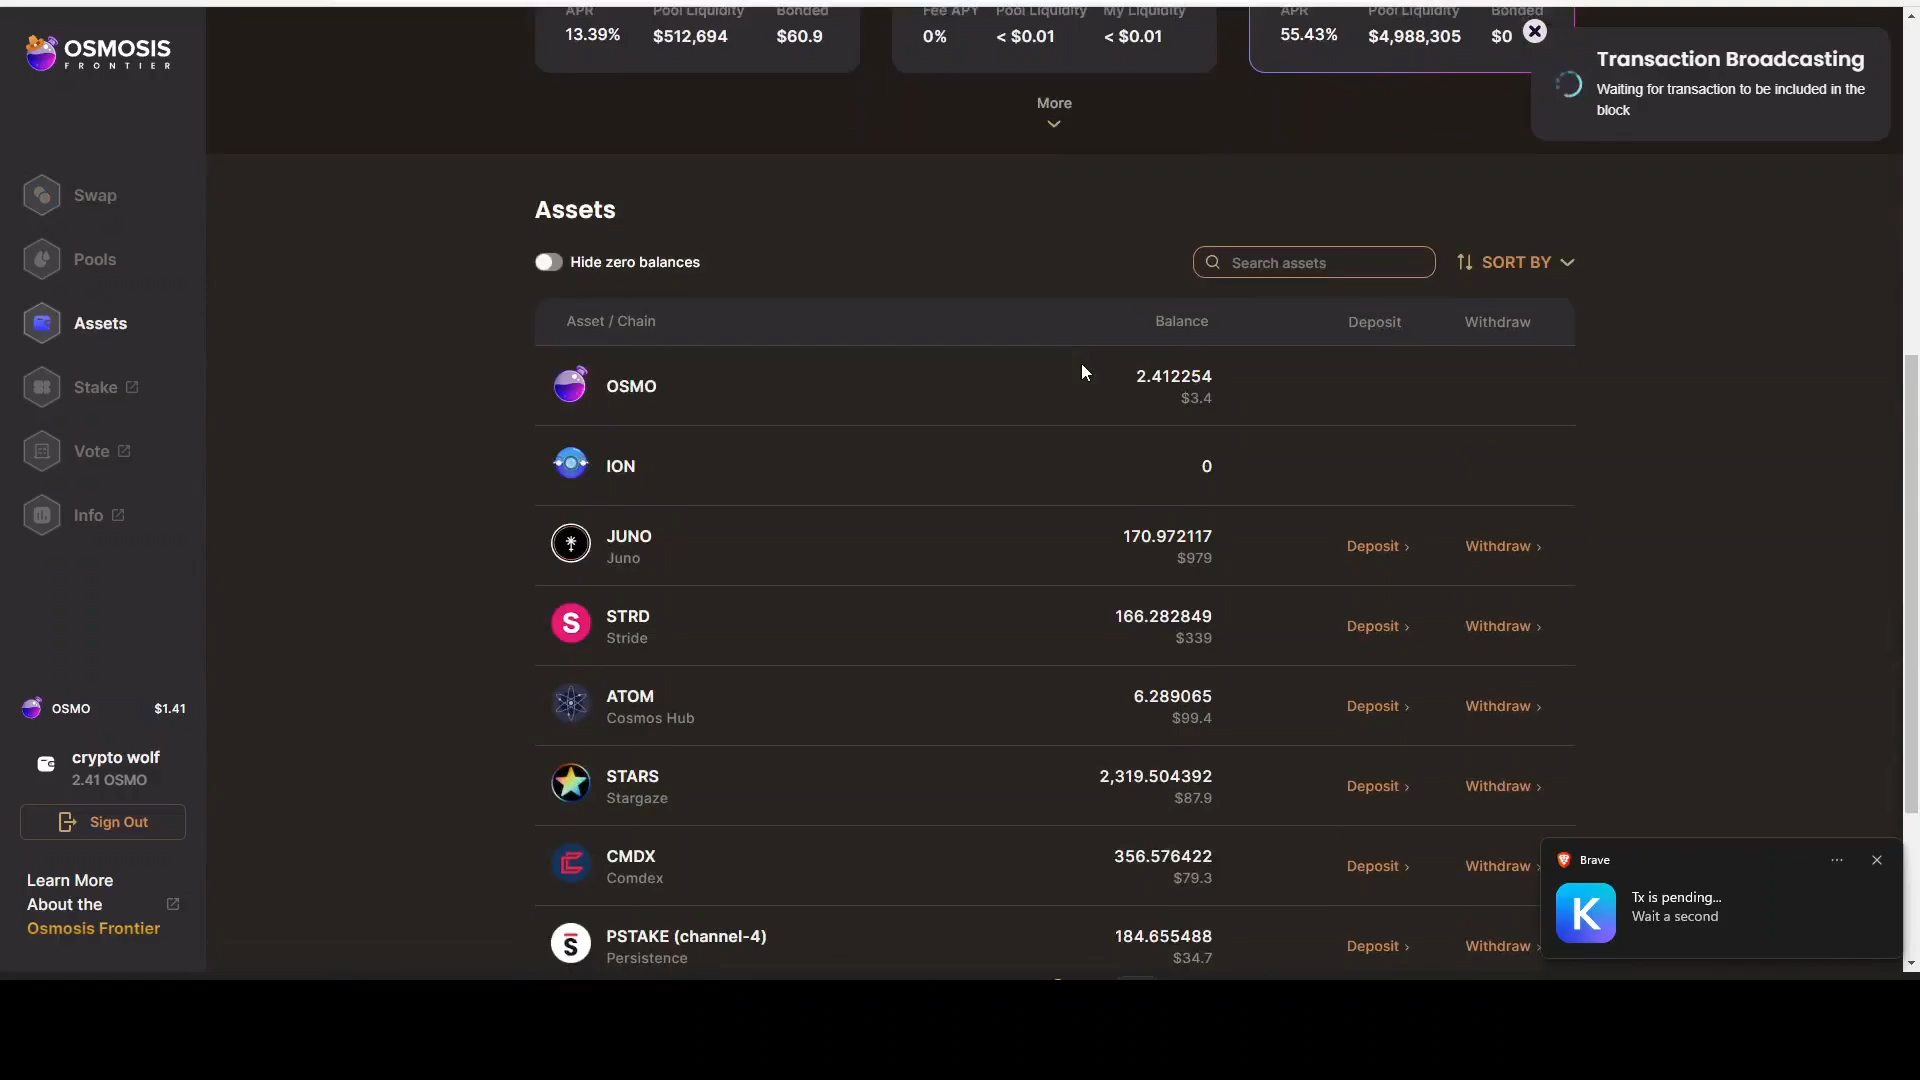 OSMOSIS
FRONTIER
Swap
Pools
Assets
Stake
Vote
Info
OSMO $1.41
crypto wolf
2.41 OSMO
Sign Out
Learn More
About the
Osmosis Frontier
APR Pool Liquidity Bonded
13.39% $512,694 $60.9
Fee APY Pool Liquidity My Liquidity
0% < $0.01 < $0.01
APR Pool Liquidity Bonded
55.43% $4,988,305 $0
Transaction Broadcasting
Waiting for transaction to be included in the
block
More
Assets
Hide zero balances
Search assets
SORT BY
Asset / Chain Balance Deposit Withdraw
OSMO 2.412254
$3.4
ION 0
JUNO 170.972117 Deposit › Withdraw ›
Juno $979
STRD 166.282849 Deposit › Withdraw ›
S
Stride $339
ATOM 6.289065 Deposit › Withdraw ›
Cosmos Hub $99.4
STARS 2,319.504392 Deposit › Withdraw ›
Stargaze $87.9
CMDX 356.576422 Deposit › Withdraw ›
Comdex $79.3
PSTAKE (channel-4) 184.655488 Deposit › Withdraw ›
Persistence $34.7
Brave
K
Tx is pending...
Wait a second